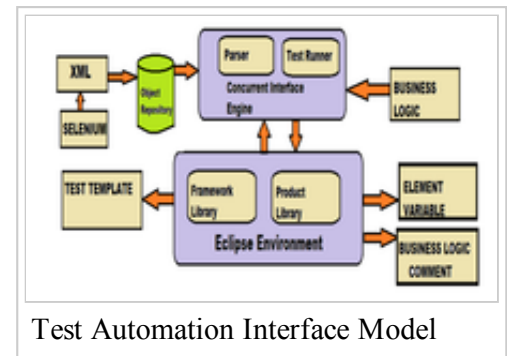 Parser
Test Runner
XML
Object
Repository
Concurrent Interface
Engine
BUSINESS
LOGIC
SELENIUM
TEST TEMPLATE
Framework
Library
Product
Library
ELEMENT
VARIABLE
Eclipse Environment
BUSINESS LOGIC
COMMENT
Test Automation Interface Model